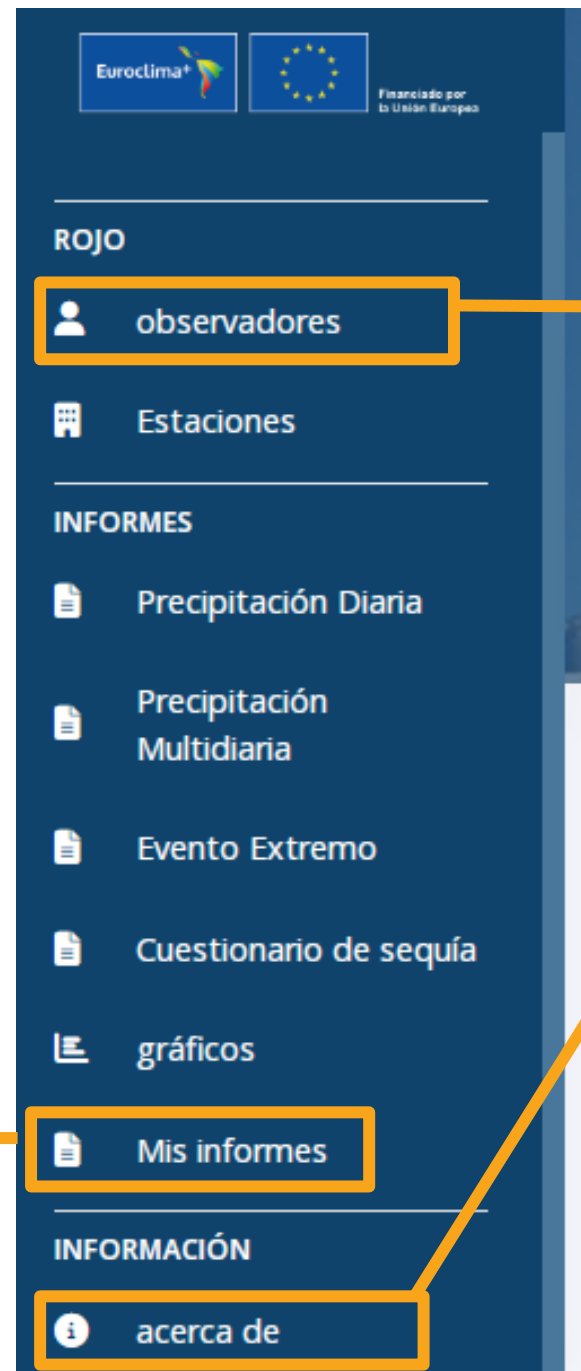 Euroclima+
Financiado por
la Unión Europea
ROJO
observadores
Estaciones
INFORMES
Precipitación Diaria
Precipitación
Multidiaria
Evento Extremo
Cuestionario de sequía
gráficos
Mis informes
INFORMACIÓN
acerca de